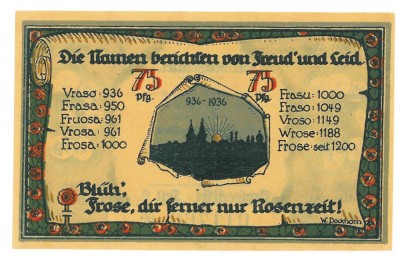 Die Namen berichten von Freud' und Leid.
75 Pfg.
75 Pfg.
Vraso: 936
Frasa: 950
Fruosa: 961
Vrosa: 961
Frosa: 1000
936-1936
Frasu: 1000
Fraso: 1049
Vroso: 1149
Wrose: 1188
Frose seit 1200
Blüh',
Frose, dir ferner nur Rosenzeit!
W. Dockhorn